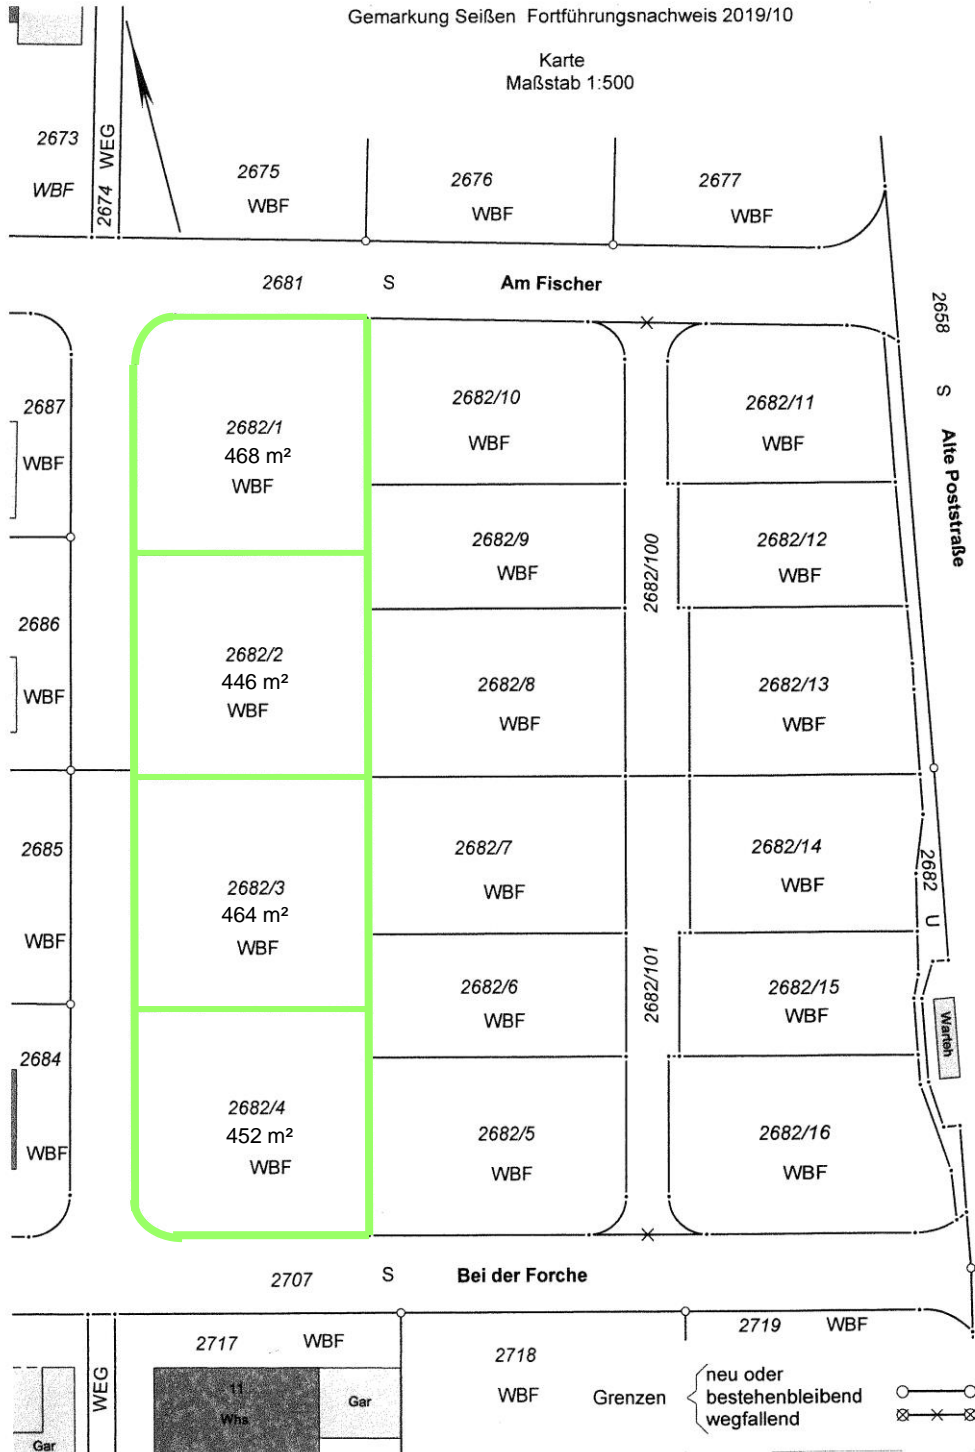 Gemarkung Seißen Fortführungsnachweis 2019/10
Karte
Maßstab 1:500
2673
WBF
2674 WEG
2675
WBF
2676
WBF
2677
WBF
2681
S
Am Fischer
2658
S
Alte Poststraße
2687
WBF
2682/1
468 m²
WBF
2682/10
WBF
2682/11
WBF
2682/9
WBF
2682/100
2682/12
WBF
2686
WBF
2682/2
446 m²
WBF
2682/8
WBF
2682/13
WBF
2685
WBF
2682/3
464 m²
WBF
2682/7
WBF
2682/14
WBF
2682
U
2682/6
WBF
2682/101
2682/15
WBF
Warteh
2684
WBF
2682/4
452 m²
WBF
2682/5
WBF
2682/16
WBF
2707
S
Bei der Forche
2717
WBF
2718
WBF
2719
WBF
WEG
11
Whs
Gar
Gar
Grenzen
neu oder
bestehenbleibend
wegfallend